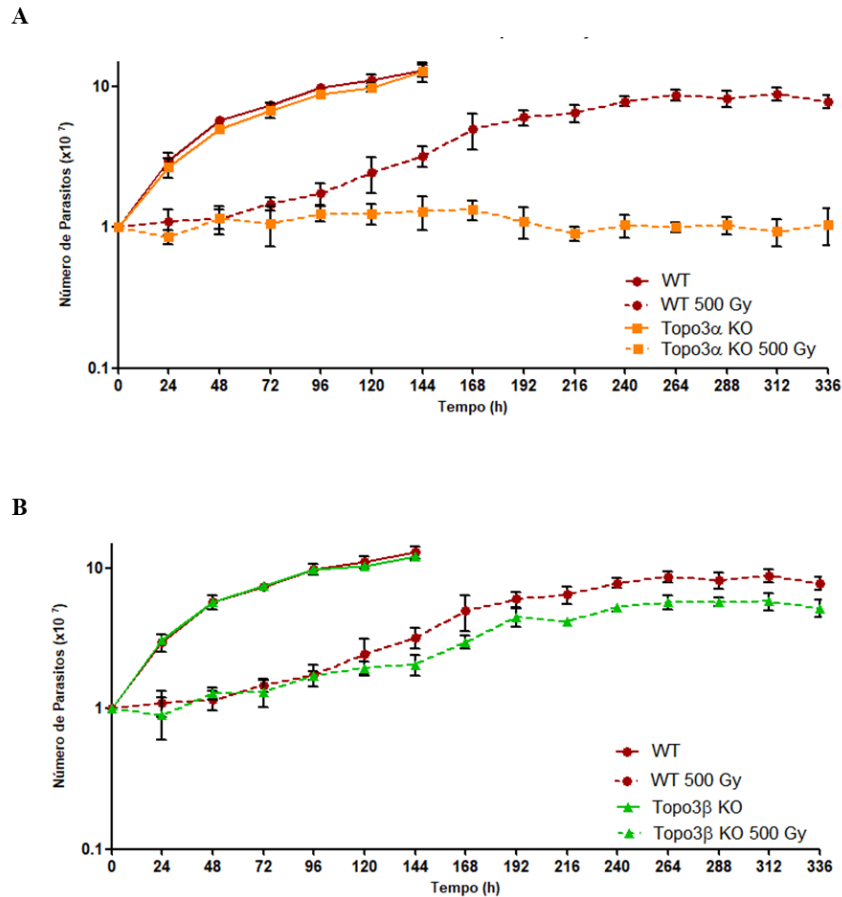 A
Número de Parasitos (x10 ⁷)
10
1
0.1
0 24 48 72 96 120 144 168 192 216 240 264 288 312 336
Tempo (h)
WT
WT 500 Gy
Topo3α KO
Topo3α KO 500 Gy
B
Número de Parasitos (x10 ⁷)
10
1
0.1
0 24 48 72 96 120 144 168 192 216 240 264 288 312 336
Tempo (h)
WT
WT 500 Gy
Topo3β KO
Topo3β KO 500 Gy